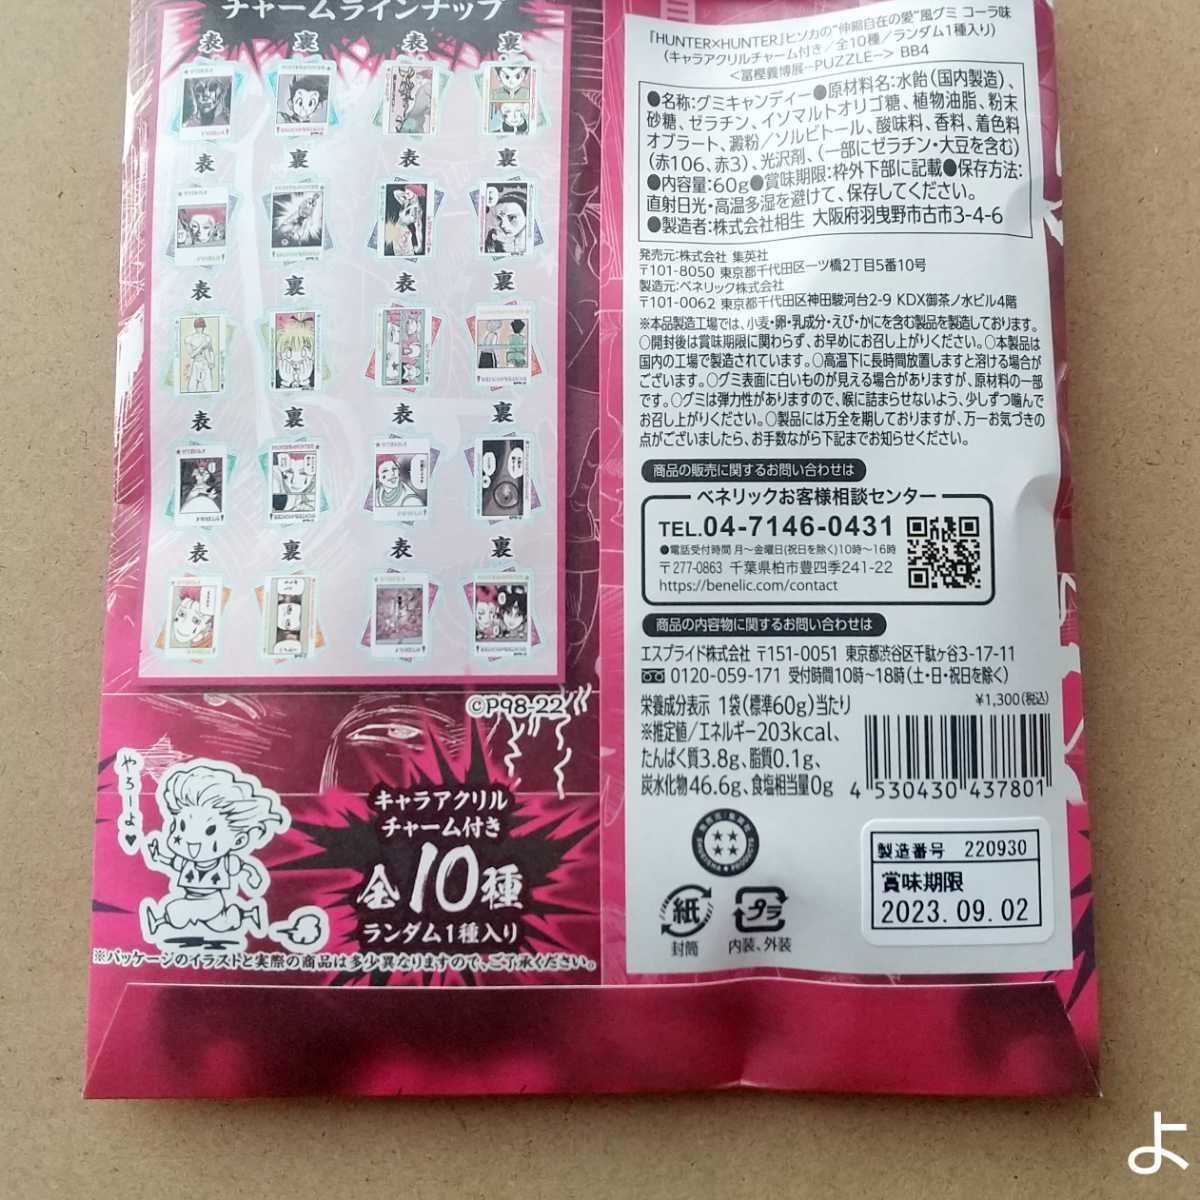 チャームラインナップ
表 裏 表 裏
表 裏 表 裏
表 裏 表 裏
表 裏 表 裏
表 裏 表 裏
©P98-22
やろーよ♥
キャラアクリル
チャーム付き
全10種
ランダム1種入り
※パッケージのイラストと実際の商品は多少異なりますので、ご了承ください。
『HUNTER×HUNTER』ヒソカの“伸縮自在の愛”風グミ コーラ味
(キャラアクリルチャーム付き/全10種/ランダム1種入り)
<冨樫義博展 -PUZZLE-> BB4
●名称:グミキャンディー●原材料名:水飴(国内製造)、
砂糖、ゼラチン、イソマルトオリゴ糖、植物油脂、粉末
オブラート、澱粉/ソルビトール、酸味料、香料、着色料
(赤106、赤3)、光沢剤、(一部にゼラチン・大豆を含む)
●内容量:60g●賞味期限:枠外下部に記載●保存方法:
直射日光・高温多湿を避けて、保存してください。
●製造者:株式会社相生 大阪府羽曳野市古市3-4-6
発売元:株式会社 集英社
〒101-8050 東京都千代田区一ツ橋2丁目5番10号
製造元:ベネリック株式会社
〒101-0062 東京都千代田区神田駿河台2-9 KDX御茶ノ水ビル4階
※本品製造工場では、小麦・卵・乳成分・えび・かにを含む製品を製造しております。
○開封後は賞味期限に関わらず、お早めにお召し上がりください。○本製品は
国内の工場で製造されています。○高温下に長時間放置しますと溶ける場合が
ございます。○グミ表面に白いものが見える場合がありますが、原材料の一部
です。○グミは弾力性がありますので、喉に詰まらせないよう、少しずつ噛んで
お召し上がりください。○製品には万全を期しておりますが、万一お気づきの
点がございましたら、お手数ながら下記までお知らせください。
商品の販売に関するお問い合わせは
ベネリックお客様相談センター
TEL.04-7146-0431
●電話受付時間 月～金曜日(祝日を除く)10時～16時
〒277-0863 千葉県柏市豊四季241-22
https://benelic.com/contact
商品の内容物に関するお問い合わせは
エスプライド株式会社 〒151-0051 東京都渋谷区千駄ヶ谷3-17-11
0120-059-171 受付時間10時～18時(土・日・祝日を除く)
栄養成分表示 1袋(標準60g)当たり
※推定値/エネルギー203kcal、
たんぱく質3.8g、脂質0.1g、
炭水化物46.6g、食塩相当量0g
¥1,300(税込)
4 530430 437801
紙
封筒
プラ
内装、外装
製造番号 220930
賞味期限
2023.09.02
よ